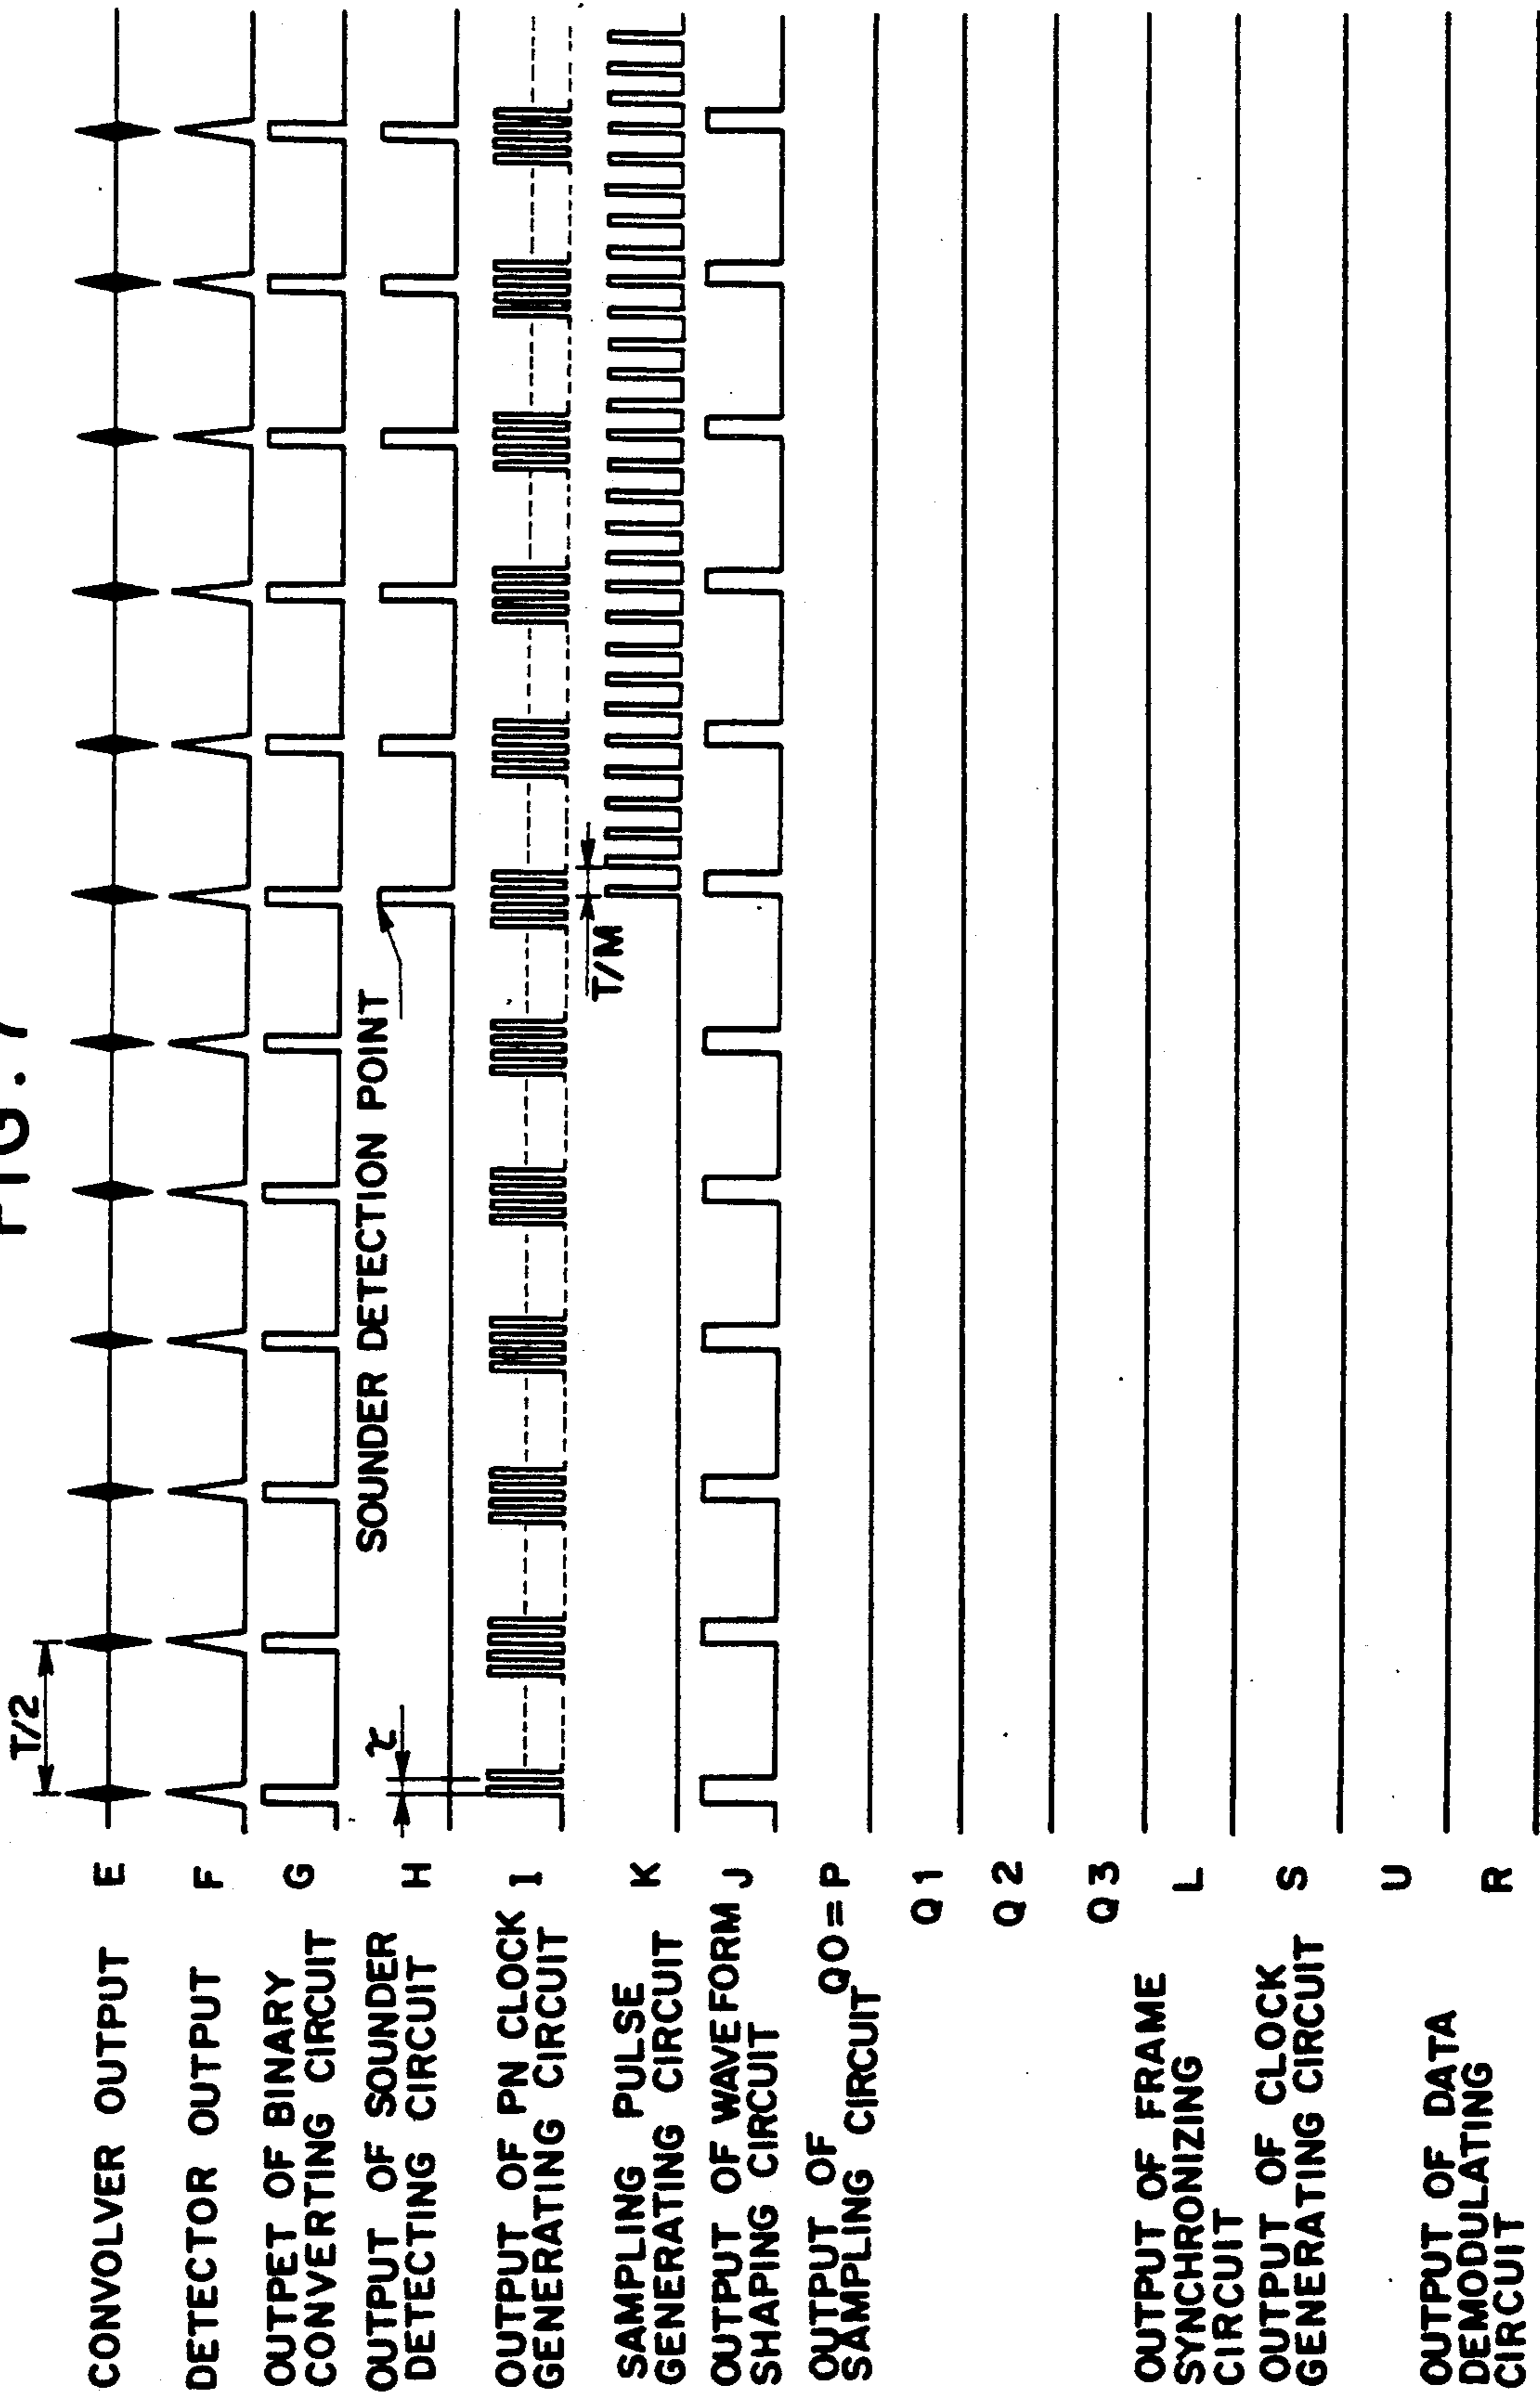 FIG. 7
T/2
CONVOLVER OUTPUT E
DETECTOR OUTPUT F
OUTPET OF BINARY
CONVERTING CIRCUIT G
SOUNDER DETECTION POINT
OUTPUT OF SOUNDER
DETECTING CIRCUIT H
τ
OUTPUT OF PN CLOCK
GENERATING CIRCUIT I
T/M
SAMPLING PULSE
GENERATING CIRCUIT K
OUTPUT OF WAVEFORM
SHAPING CIRCUIT J
OUTPUT OF
SAMPLING CIRCUIT Q0=P
Q1
Q2
Q3
OUTPUT OF FRAME
SYNCHRONIZING
CIRCUIT L
OUTPUT OF CLOCK
GENERATING CIRCUIT S
U
OUTPUT OF DATA
DEMODULATING
CIRCUIT R